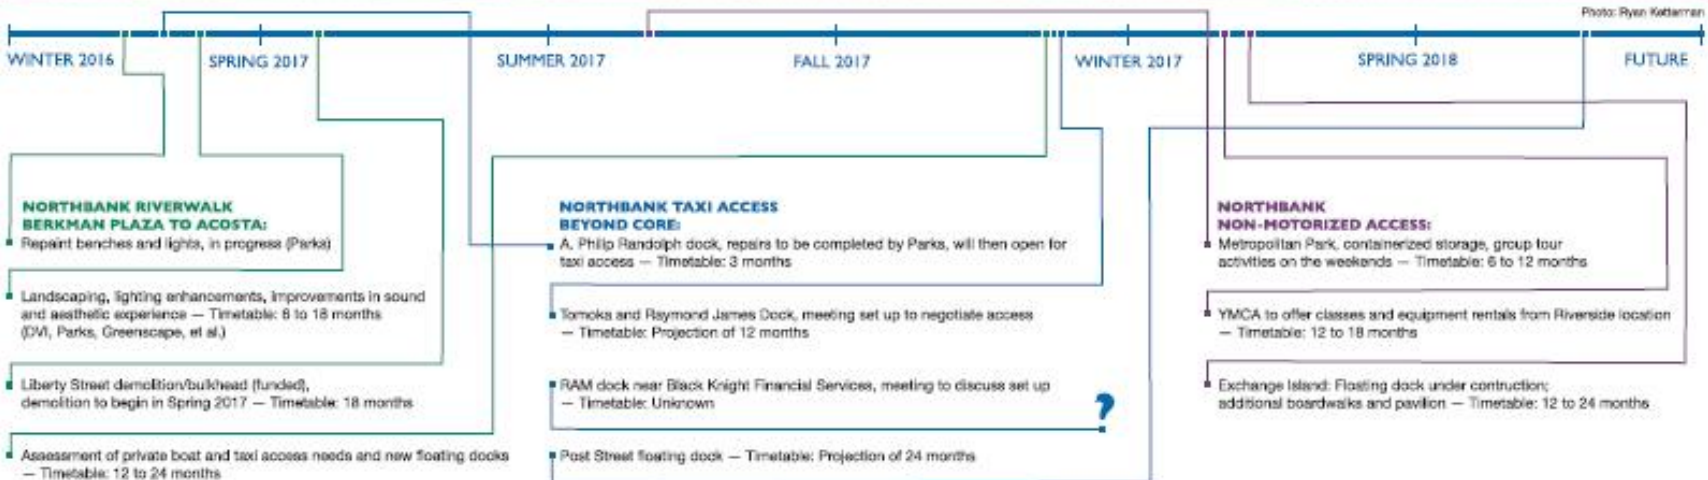 Photo: Ryan Ketterman
WINTER 2016
SPRING 2017
SUMMER 2017
FALL 2017
WINTER 2017
SPRING 2018
FUTURE
NORTHBANK RIVERWALK
BERKMAN PLAZA TO ACOSTA:
Repaint benches and lights, in progress (Parks)
Landscaping, lighting enhancements, improvements in sound
and aesthetic experience — Timetable: 6 to 18 months
(DVI, Parks, Greenscape, et al.)
Liberty Street demolition/bulkhead (funded),
demolition to begin in Spring 2017 — Timetable: 18 months
Assessment of private boat and taxi access needs and new floating docks
— Timetable: 12 to 24 months
NORTHBANK TAXI ACCESS
BEYOND CORE:
A. Philip Randolph dock, repairs to be completed by Parks, will then open for
taxi access — Timetable: 3 months
Tomoka and Raymond James Dock, meeting set up to negotiate access
— Timetable: Projection of 12 months
RAM dock near Black Knight Financial Services, meeting to discuss set up
— Timetable: Unknown
?
Post Street floating dock — Timetable: Projection of 24 months
NORTHBANK
NON-MOTORIZED ACCESS:
Metropolitan Park, containerized storage, group tour
activities on the weekends — Timetable: 6 to 12 months
YMCA to offer classes and equipment rentals from Riverside location
— Timetable: 12 to 18 months
Exchange Island: Floating dock under contruction;
additional boardwalks and pavilion — Timetable: 12 to 24 months